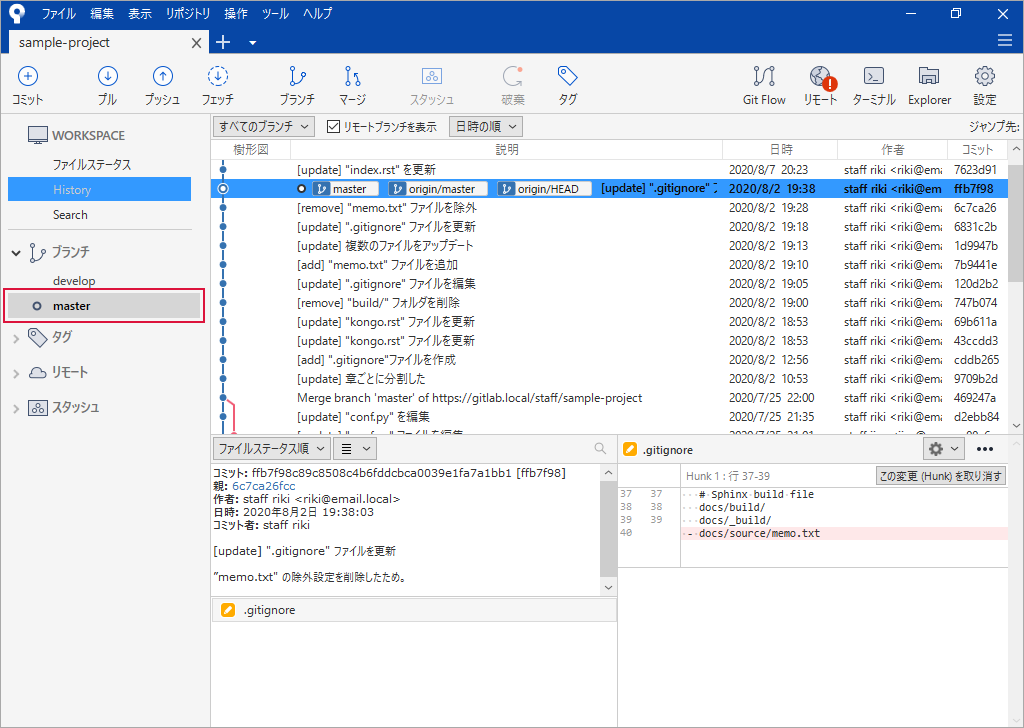 ファイル 編集 表示 リポジトリ 操作 ツール ヘルプ
sample-project
コミット プル プッシュ フェッチ ブランチ マージ スタッシュ 破棄 タグ Git Flow リモート ターミナル Explorer 設定
WORKSPACE
ファイルステータス
History
Search
ブランチ
develop
master
タグ
リモート
スタッシュ
すべてのブランチ リモートブランチを表示 日時の順 ジャンプ先:
樹形図 説明 日時 作者 コミット
[update] "index.rst" を更新 2020/8/7 20:23 staff riki <riki@ema 7623d91
master origin/master origin/HEAD [update] ".gitignore" 2020/8/2 19:38 staff riki <riki@em ffb7f98
[remove] "memo.txt" ファイルを除外 2020/8/2 19:28 staff riki <riki@ema 6c7ca26
[update] ".gitignore" ファイルを更新 2020/8/2 19:18 staff riki <riki@ema 6831c2b
[update] 複数のファイルをアップデート 2020/8/2 19:13 staff riki <riki@ema 1d9947b
[add] "memo.txt" ファイルを追加 2020/8/2 19:10 staff riki <riki@ema 7b9441e
[update] ".gitignore" ファイルを編集 2020/8/2 19:05 staff riki <riki@ema 120d2b2
[remove] "build/" フォルダを削除 2020/8/2 19:00 staff riki <riki@ema 747b074
[update] "kongo.rst" ファイルを更新 2020/8/2 18:53 staff riki <riki@ema 69b611a
[update] "kongo.rst" ファイルを更新 2020/8/2 18:53 staff riki <riki@ema 43ccdd3
[add] ".gitignore"ファイルを作成 2020/8/2 12:56 staff riki <riki@ema cddb265
[update] 章ごとに分割した 2020/8/2 10:53 staff riki <riki@ema 9709b2d
Merge branch 'master' of https://gitlab.local/staff/sample-project 2020/7/25 22:00 staff riki <riki@ema 469247a
[update] "conf.py" を編集 2020/7/25 21:35 staff riki <riki@ema d2ebb84
ファイルステータス順
コミット: ffb7f98c89c8508c4b6fddcbca0039e1fa7a1bb1 [ffb7f98]
親: 6c7ca26fcc
作者: staff riki <riki@email.local>
日時: 2020年8月2日 19:38:03
コミット者: staff riki
[update] ".gitignore" ファイルを更新
"memo.txt" の除外設定を削除したため。
.gitignore
.gitignore
Hunk 1 : 行 37-39 この変更 (Hunk) を取り消す
37 37 # Sphinx build file
38 38 docs/build/
39 39 docs/_build/
40 - docs/source/memo.txt